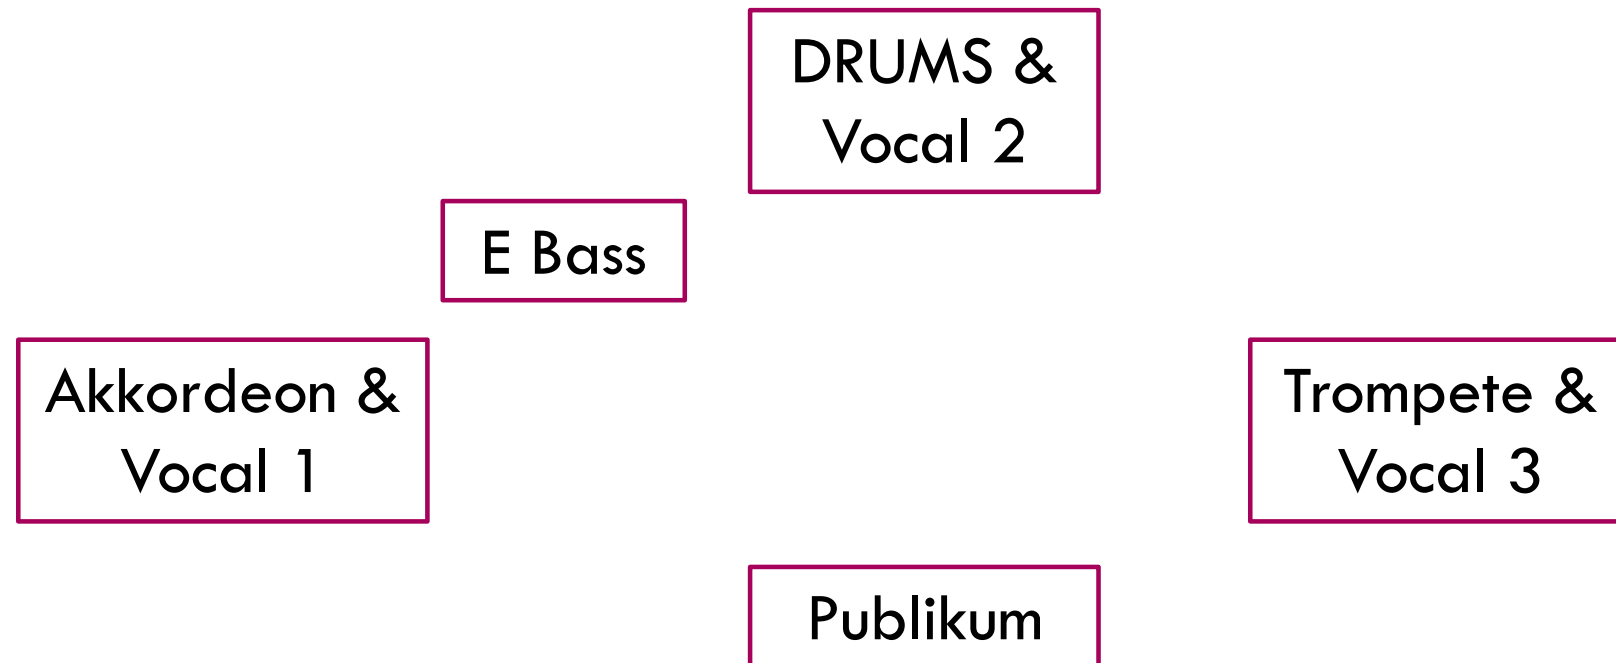 DRUMS &
Vocal 2
E Bass
Akkordeon &
Vocal 1
Trompete &
Vocal 3
Publikum